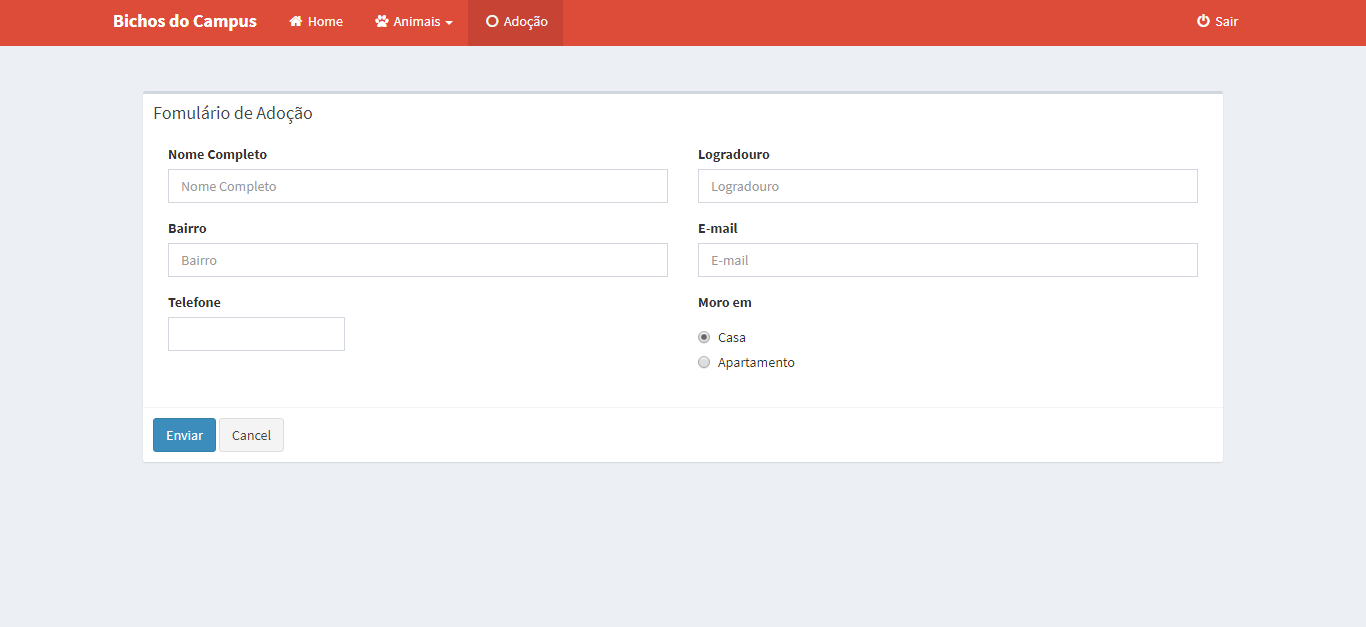 Bichos do Campus Home Animais Adoção Sair
Fomulário de Adoção
Nome Completo
Nome Completo
Logradouro
Logradouro
Bairro
Bairro
E-mail
E-mail
Telefone
Moro em
Casa
Apartamento
Enviar Cancel